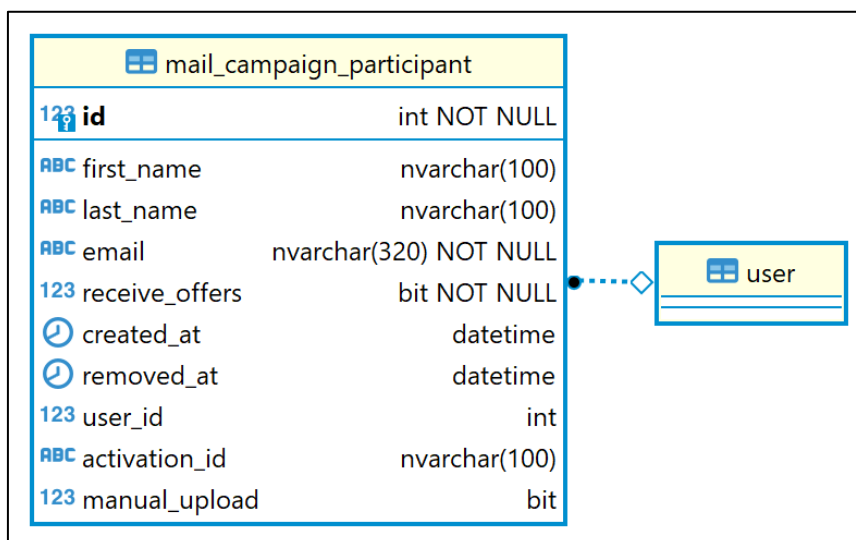 mail_campaign_participant
123 id int NOT NULL
ABC first_name nvarchar(100)
ABC last_name nvarchar(100)
ABC email nvarchar(320) NOT NULL
123 receive_offers bit NOT NULL
created_at datetime
removed_at datetime
123 user_id int
ABC activation_id nvarchar(100)
123 manual_upload bit
user